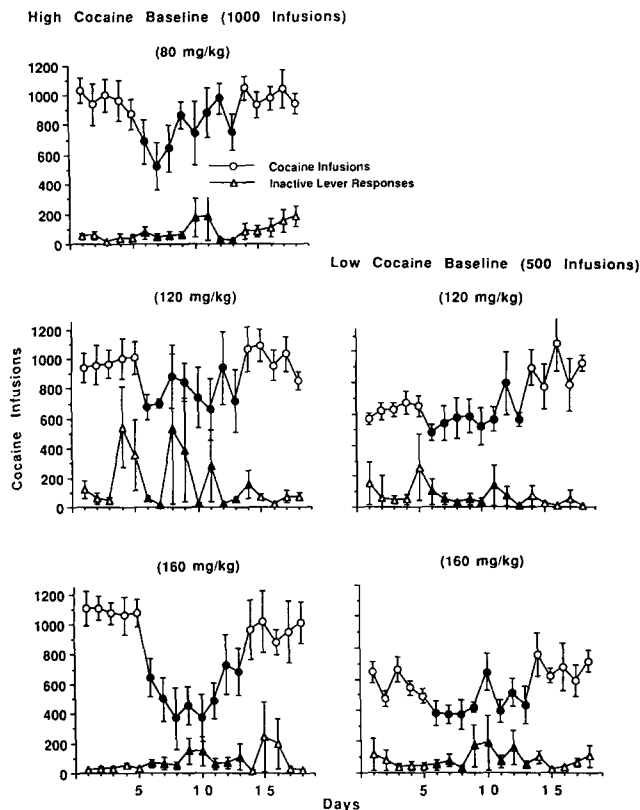 High Cocaine Baseline (1000 Infusions)
(80 mg/kg)
1200
1000
800
600
400
200
0
Cocaine Infusions
Inactive Lever Responses
Low Cocaine Baseline (500 Infusions)
(120 mg/kg)
(120 mg/kg)
1200
1000
800
600
400
200
0
Cocaine Infusions
(160 mg/kg)
(160 mg/kg)
1200
1000
800
600
400
200
0
5 10 15
5 10 15
Days